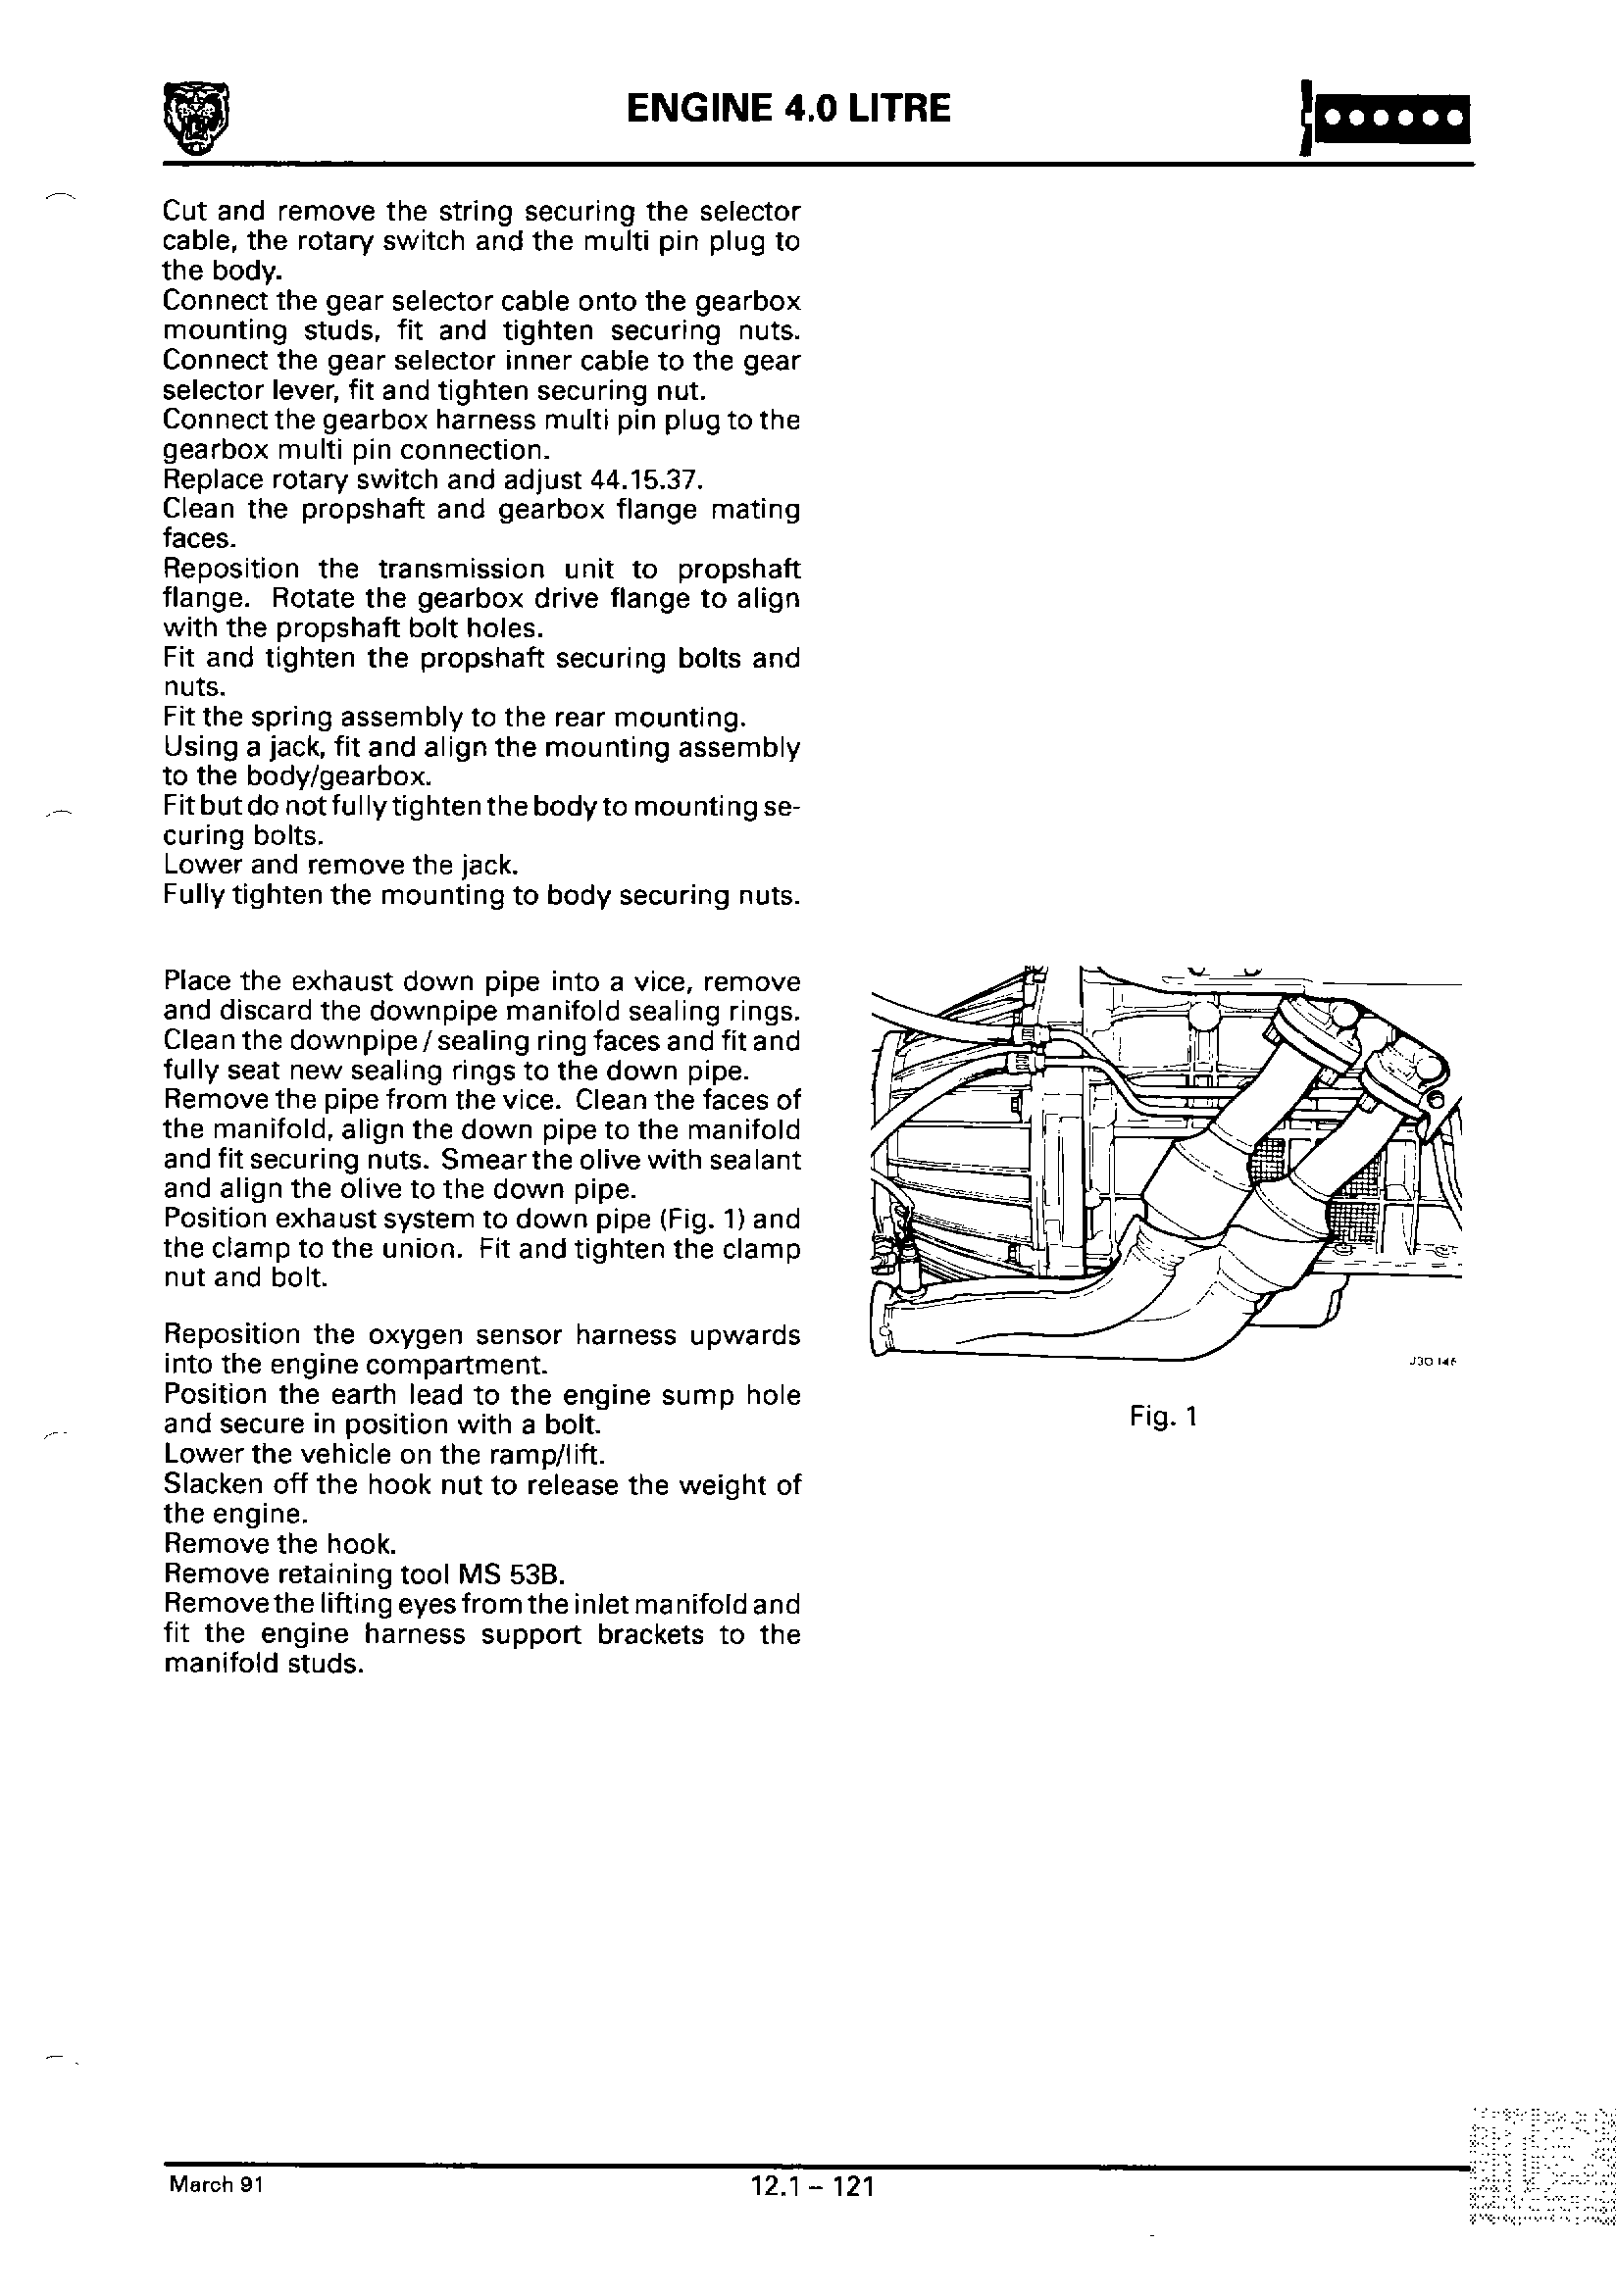 ENGINE 4.0 LITRE
Cut and remove the string securing the selector
cable, the rotary switch and the multi pin plug to
the body.
Connect the gear selector cable onto the gearbox
mounting studs, fit and tighten securing nuts.
Connect the gear selector inner cable to the gear
selector lever, fit and tighten securing nut.
Connect the gearbox harness multi pin plug to the
gearbox multi pin connection.
Replace rotary switch and adjust 44.15.37.
Clean the propshaft and gearbox flange mating
faces.
Reposition the transmission unit to propshaft
flange. Rotate the gearbox drive flange to align
with the propshaft bolt holes.
Fit and tighten the propshaft securing bolts and
nuts.
Fit the spring assembly to the rear mounting.
Using a jack, fit and align the mounting assembly
to the body/gearbox.
Fit but do not fully tighten the body to mounting se-
curing bolts.
Lower and remove the jack.
Fully tighten the mounting to body securing nuts.
Place the exhaust down pipe into a vice, remove
and discard the downpipe manifold sealing rings.
Clean the downpipe / sealing ring faces and fit and
fully seat new sealing rings to the down pipe.
Remove the pipe from the vice. Clean the faces of
the manifold, align the down pipe to the manifold
and fit securing nuts. Smear the olive with sealant
and align the olive to the down pipe.
Position exhaust system to down pipe (Fig. 1) and
the clamp to the union. Fit and tighten the clamp
nut and bolt.
Reposition the oxygen sensor harness upwards
into the engine compartment.
Position the earth lead to the engine sump hole
and secure in position with a bolt.
Lower the vehicle on the ramp/lift.
Slacken off the hook nut to release the weight of
the engine.
Remove the hook.
Remove retaining tool MS 53B.
Remove the lifting eyes from the inlet manifold and
fit the engine harness support brackets to the
manifold studs.
J30 146
Fig. 1
March 91
12.1 – 121